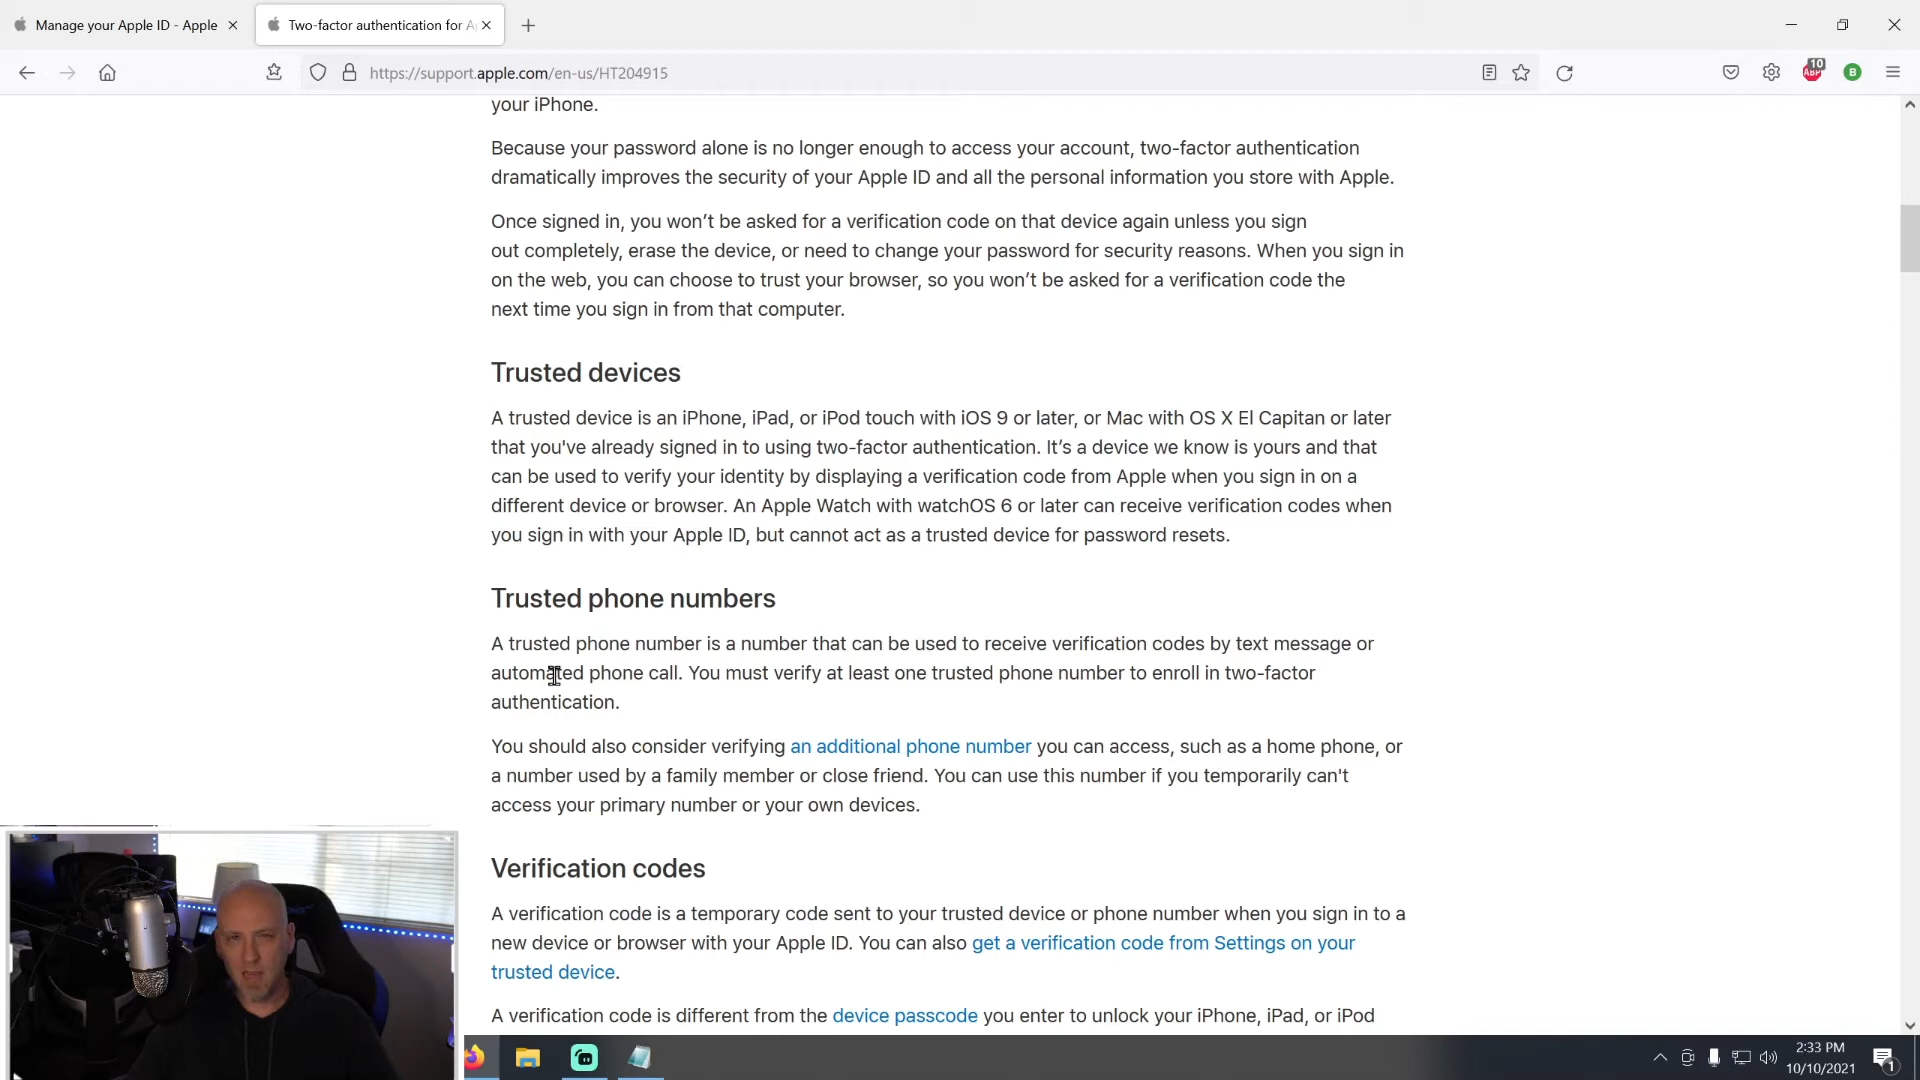 Manage your Apple ID - Apple
Two-factor authentication for A
https://support.apple.com/en-us/HT204915
10
ABP
B
your iPhone.
Because your password alone is no longer enough to access your account, two-factor authentication
dramatically improves the security of your Apple ID and all the personal information you store with Apple.
Once signed in, you won’t be asked for a verification code on that device again unless you sign
out completely, erase the device, or need to change your password for security reasons. When you sign in
on the web, you can choose to trust your browser, so you won’t be asked for a verification code the
next time you sign in from that computer.
Trusted devices
A trusted device is an iPhone, iPad, or iPod touch with iOS 9 or later, or Mac with OS X El Capitan or later
that you've already signed in to using two-factor authentication. It’s a device we know is yours and that
can be used to verify your identity by displaying a verification code from Apple when you sign in on a
different device or browser. An Apple Watch with watchOS 6 or later can receive verification codes when
you sign in with your Apple ID, but cannot act as a trusted device for password resets.
Trusted phone numbers
A trusted phone number is a number that can be used to receive verification codes by text message or
automated phone call. You must verify at least one trusted phone number to enroll in two-factor
authentication.
You should also consider verifying an additional phone number you can access, such as a home phone, or
a number used by a family member or close friend. You can use this number if you temporarily can't
access your primary number or your own devices.
Verification codes
A verification code is a temporary code sent to your trusted device or phone number when you sign in to a
new device or browser with your Apple ID. You can also get a verification code from Settings on your
trusted device.
A verification code is different from the device passcode you enter to unlock your iPhone, iPad, or iPod
2:33 PM
10/10/2021
1